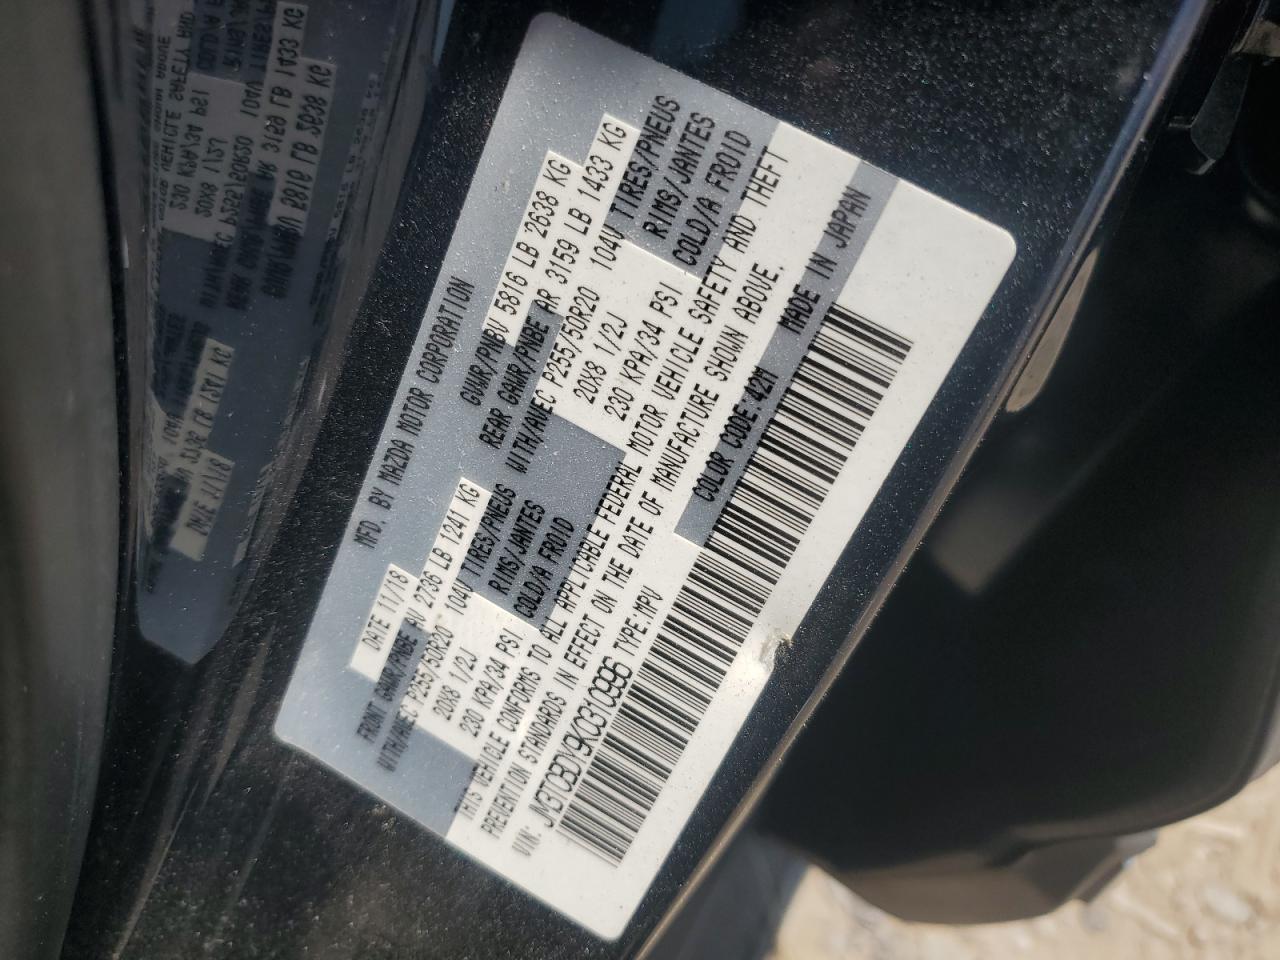 MFD. BY MAZDA MOTOR CORPORATION
DATE 11/18 GVWR/PNBV 5816 LB 2638 KG
FRONT GAWR/PNBE AV 2736 LB 1241 KG REAR GAWR/PNBE AR 3159 LB 1433 KG
WITH/AVEC P255/50R20 104V TIRES/PNEUS WITH/AVEC P255/50R20 104V TIRES/PNEUS
20X8 1/2J RIMS/JANTES 20X8 1/2J RIMS/JANTES
230 KPA/34 PSI COLD/A FROID 230 KPA/34 PSI COLD/A FROID
THIS VEHICLE CONFORMS TO ALL APPLICABLE FEDERAL MOTOR VEHICLE SAFETY AND THEFT
PREVENTION STANDARDS IN EFFECT ON THE DATE OF MANUFACTURE SHOWN ABOVE.
VIN: JM3TCBDY9K0310996 TYPE:MPV COLOR CODE:42M MADE IN JAPAN